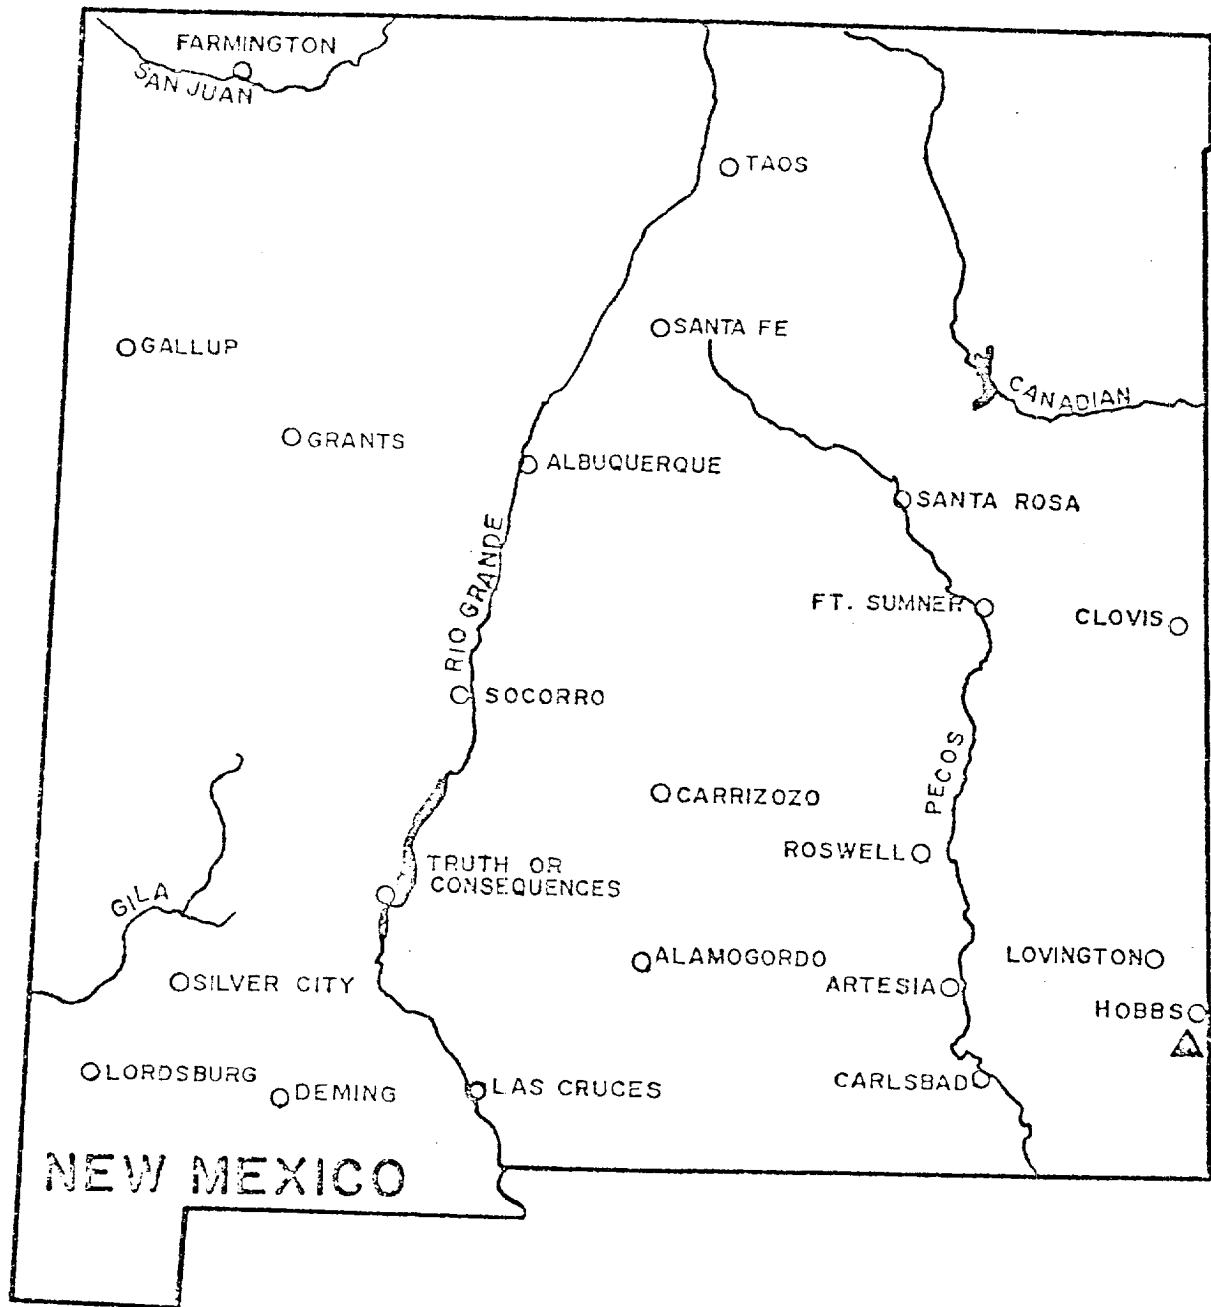 FARMINGTON
SAN JUAN
TAOS
SANTA FE
GALLUP
CANADIAN
GRANTS
ALBUQUERQUE
SANTA ROSA
RIO GRANDE
FT. SUMNER
CLOVIS
SOCORRO
PECOS
CARRIZOZO
ROSWELL
TRUTH OR
CONSEQUENCES
GILA
ALAMOGORDO
LOVINGTON
SILVER CITY
ARTESIA
HOBBS
LORDSBURG
DEMING
LAS CRUCES
CARLSBAD
NEW MEXICO